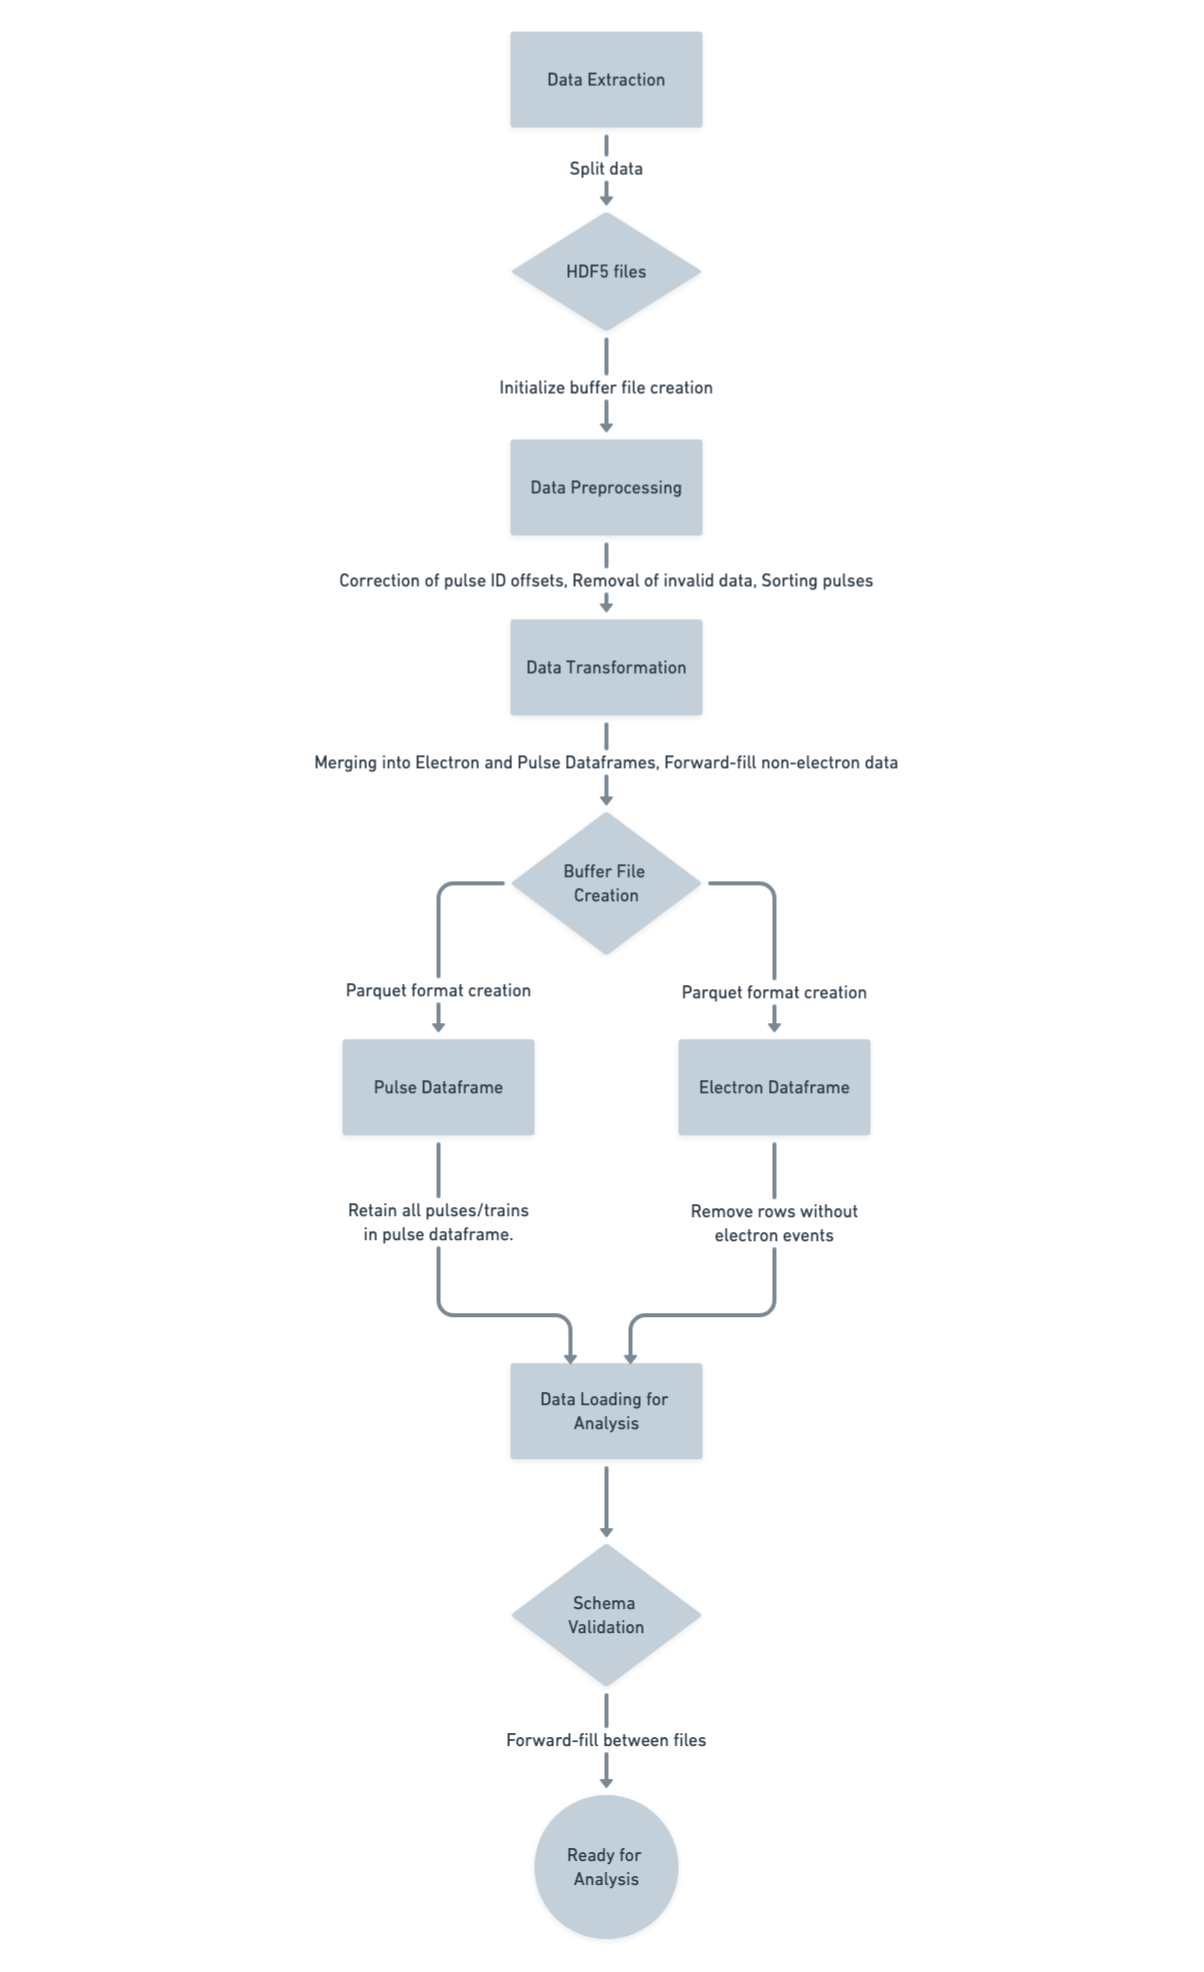 Data Extraction
Split data
HDF5 files
Initialize buffer file creation
Data Preprocessing
Correction of pulse ID offsets, Removal of invalid data, Sorting pulses
Data Transformation
Merging into Electron and Pulse Dataframes, Forward-fill non-electron data
Buffer File
Creation
Parquet format creation
Parquet format creation
Pulse Dataframe
Electron Dataframe
Retain all pulses/trains
in pulse dataframe.
Remove rows without
electron events
Data Loading for
Analysis
Schema
Validation
Forward-fill between files
Ready for
Analysis